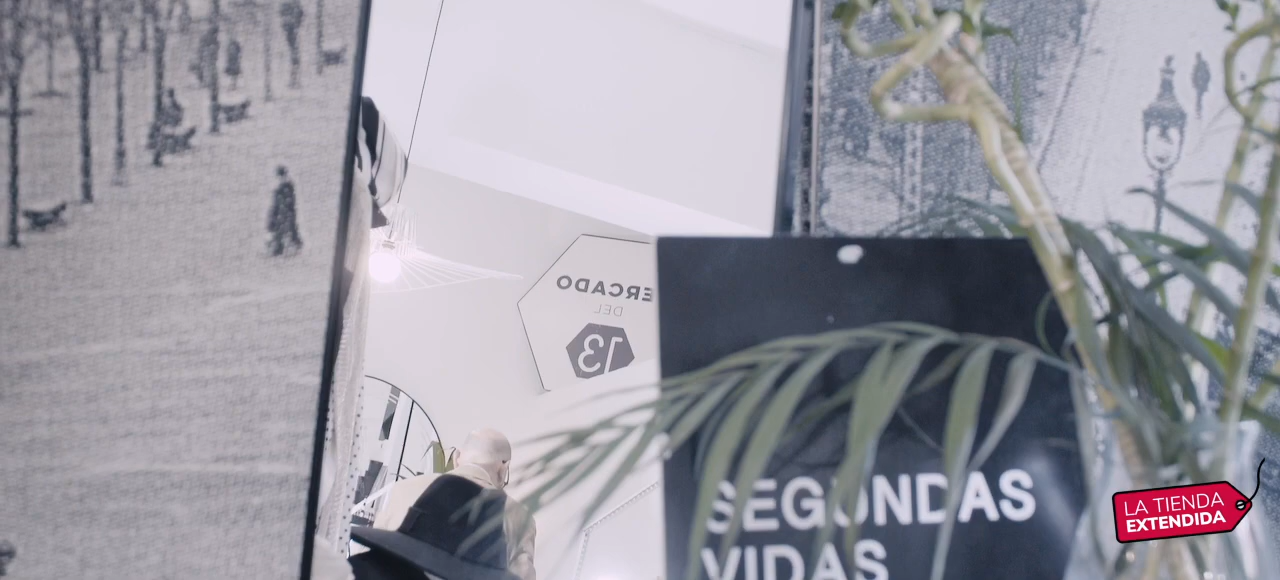 ERCADO
DEL
13
SEGUNDAS
VIDAS
LA TIENDA
EXTENDIDA